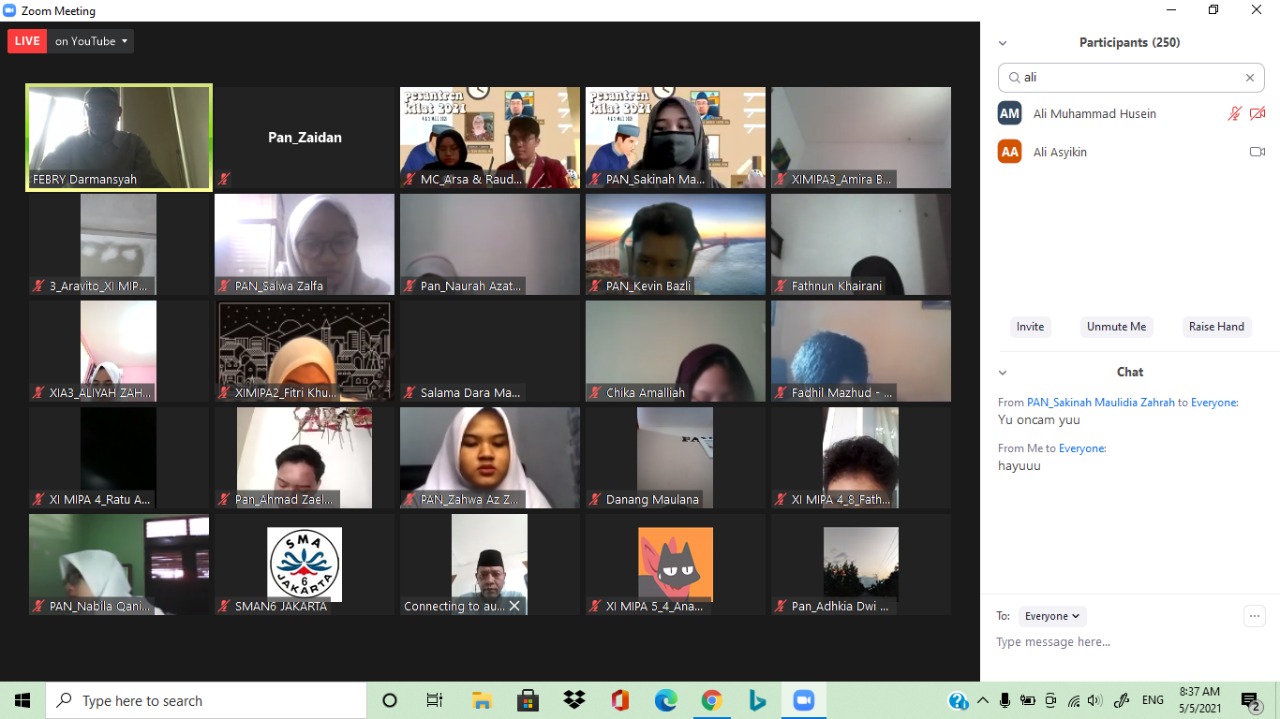 Zoom Meeting
LIVE on YouTube
Participants (250)
ali
AM Ali Muhammad Husein
AA Ali Asyikin
Invite Unmute Me Raise Hand
Chat
From PAN_Sakinah Maulidia Zahrah to Everyone:
Yu oncam yuu
From Me to Everyone:
hayuuu
To: Everyone
Type message here...
Pan_Zaidan
pesantren kilat 2021
pesantren kilat 2021
FEBRY Darmansyah
MC_Arsa & Raud...
PAN_Sakinah Ma...
XIMIPA3_Amira B...
3_Aravito_XI MIP...
PAN_Salwa Zalfa
Pan_Naurah Azat...
PAN_Kevin Bazli
Fathnun Khairani
XIA3_ALIYAH ZAH...
XIMIPA2_Fitri Khu...
Salama Dara Ma...
Chika Amalliah
Fadhil Mazhud - ...
XI MIPA 4_Ratu A...
Pan_Ahmad Zael...
PAN_Zahwa Az Z...
Danang Maulana
XI MIPA 4_8_Fath...
SMA 6 JAKARTA
PAN_Nabila Qani...
SMAN6 JAKARTA
Connecting to au...
XI MIPA 5_4_Ana...
Pan_Adhkia Dwi ...
Type here to search
ENG
8:37 AM
5/5/2021
2